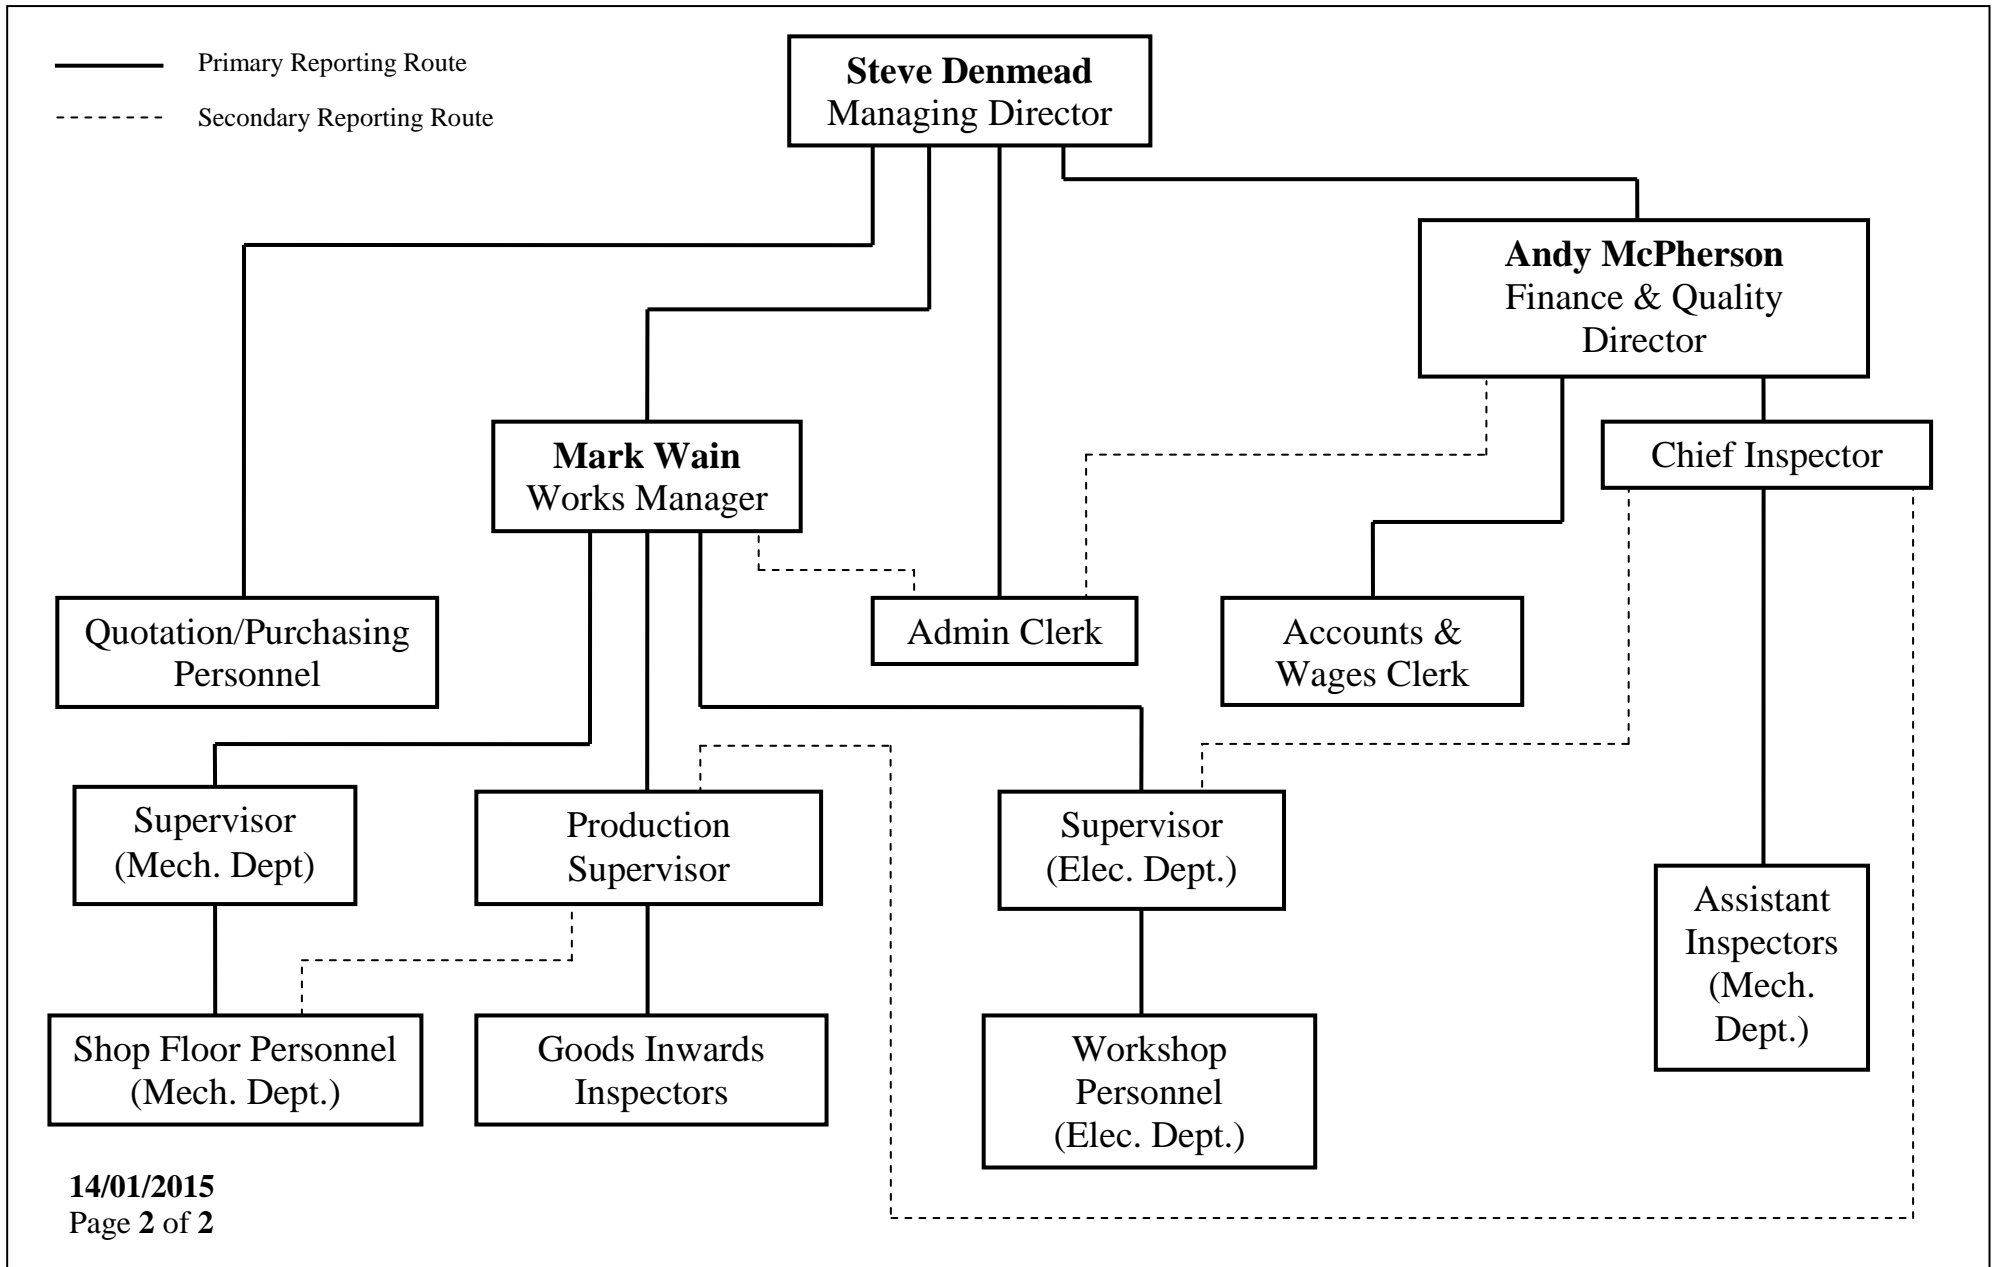 Primary Reporting Route
Secondary Reporting Route
Steve Denmead
Managing Director
Andy McPherson
Finance & Quality
Director
Mark Wain
Works Manager
Chief Inspector
Quotation/Purchasing
Personnel
Admin Clerk
Accounts &
Wages Clerk
Supervisor
(Mech. Dept)
Production
Supervisor
Supervisor
(Elec. Dept.)
Assistant
Inspectors
(Mech.
Dept.)
Shop Floor Personnel
(Mech. Dept.)
Goods Inwards
Inspectors
Workshop
Personnel
(Elec. Dept.)
14/01/2015
Page 2 of 2